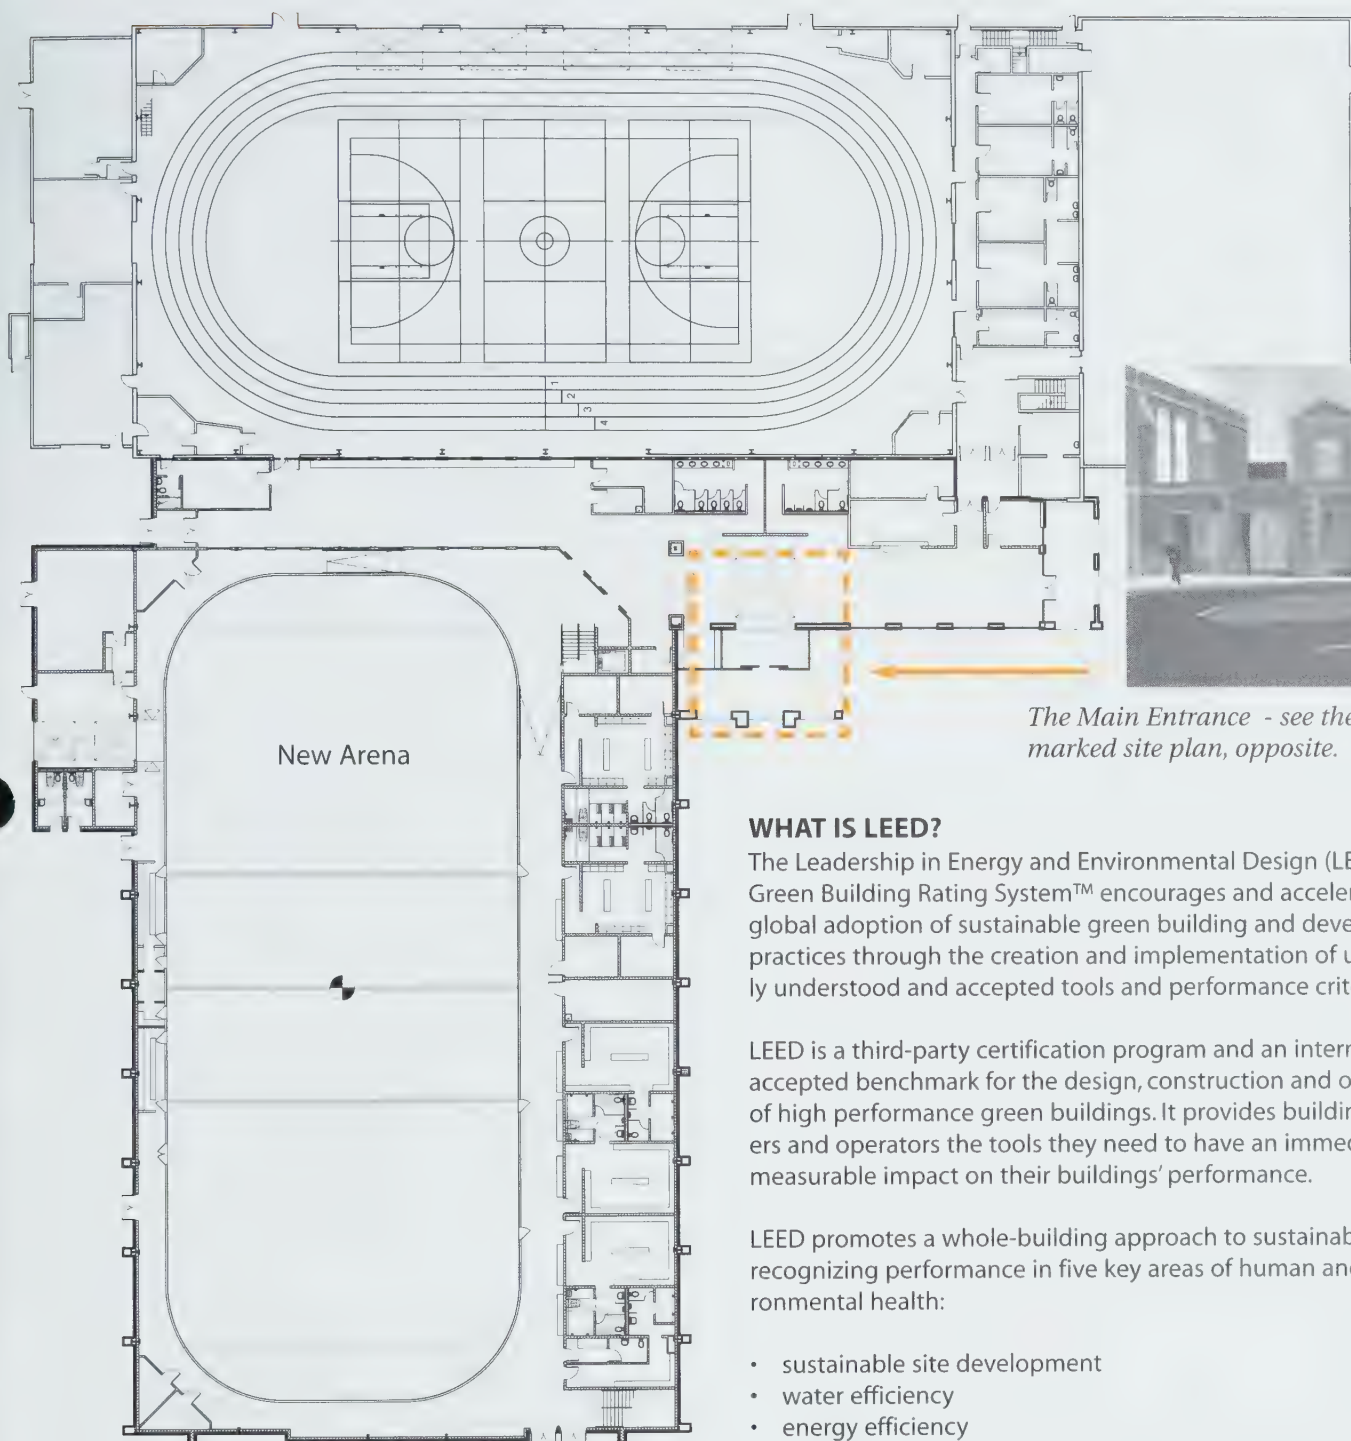 1
2
3
4
New Arena
The Main Entrance - see the
marked site plan, opposite.
WHAT IS LEED?
The Leadership in Energy and Environmental Design (LE
Green Building Rating System™ encourages and acceler
global adoption of sustainable green building and deve
practices through the creation and implementation of u
ly understood and accepted tools and performance crit
LEED is a third-party certification program and an intern
accepted benchmark for the design, construction and o
of high performance green buildings. It provides buildin
ers and operators the tools they need to have an immed
measurable impact on their buildings' performance.
LEED promotes a whole-building approach to sustainab
recognizing performance in five key areas of human and
ronmental health:
• sustainable site development
• water efficiency
• energy efficiency